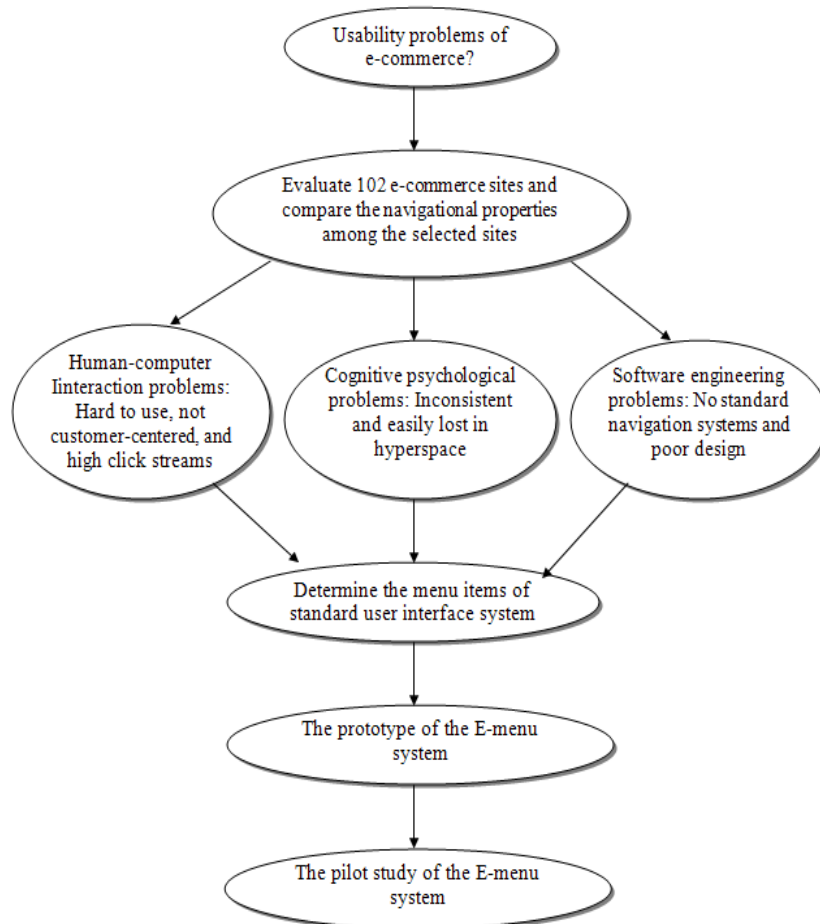 Usability problems of
e-commerce?
Evaluate 102 e-commerce sites and
compare the navigational properties
among the selected sites
Human-computer
Iinteraction problems:
Hard to use, not
customer-centered, and
high click streams
Cognitive psychological
problems: Inconsistent
and easily lost in
hyperspace
Software engineering
problems: No standard
navigation systems and
poor design
Determine the menu items of
standard user interface system
The prototype of the E-menu
system
The pilot study of the E-menu
system